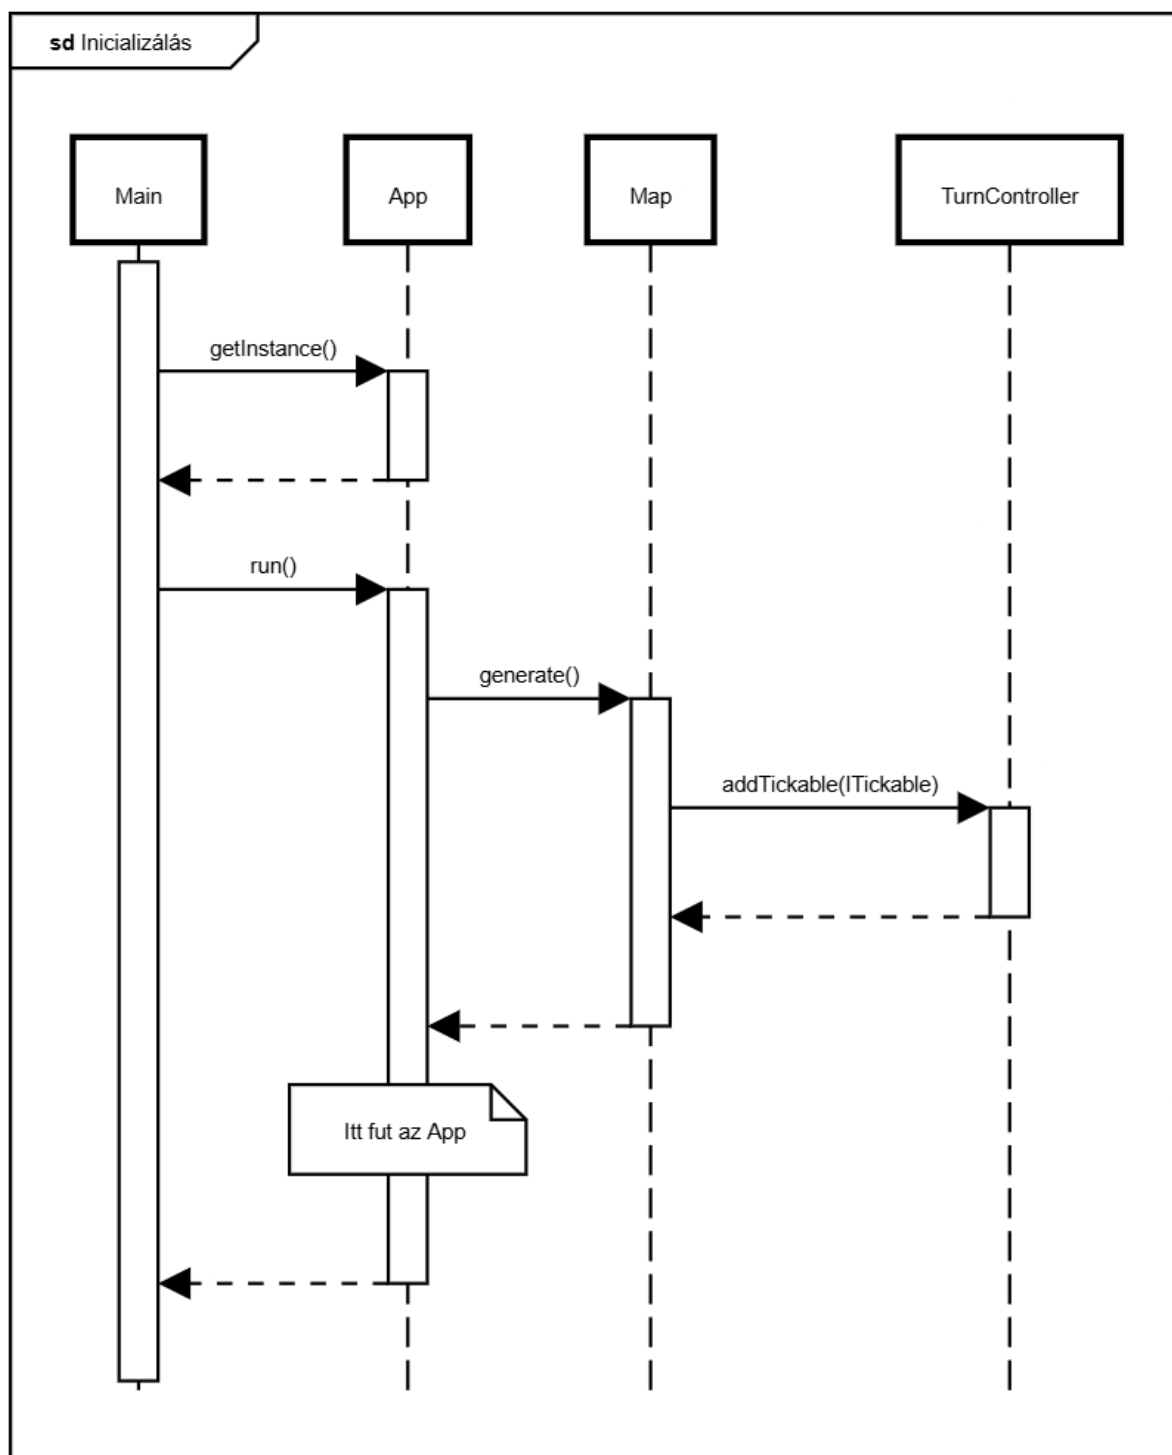 sd Inicializálás
Main
App
Map
TurnController
getInstance()
run()
generate()
addTickable(ITickable)
Itt fut az App